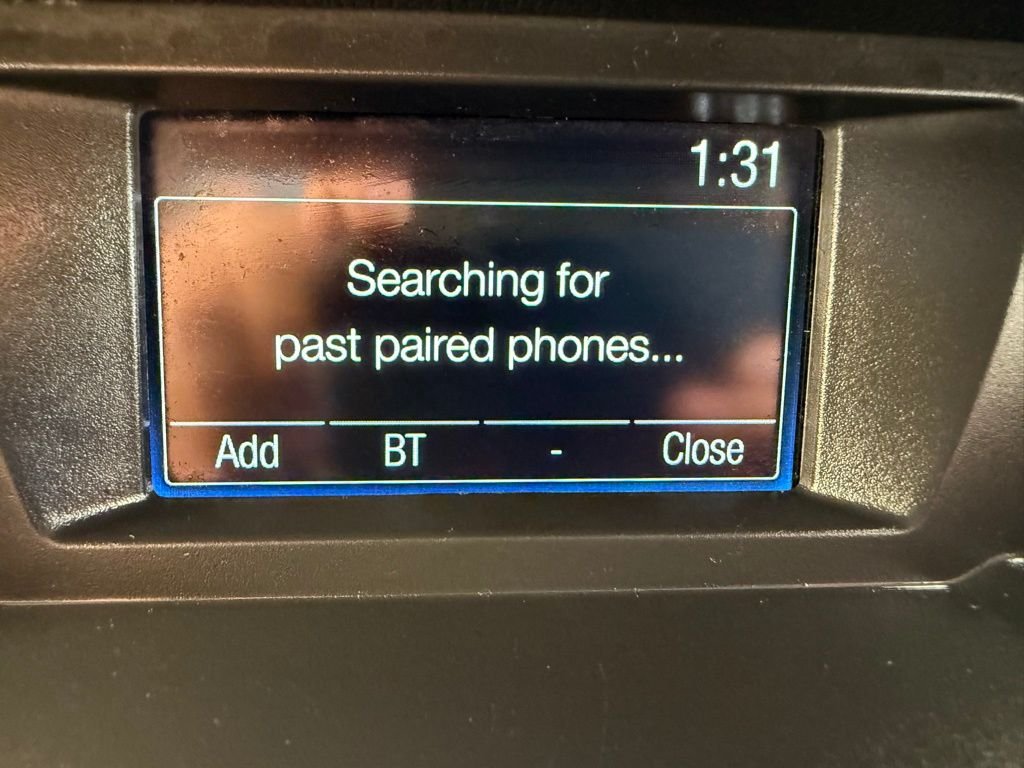 1:31
Searching for
past paired phones...
Add BT - Close